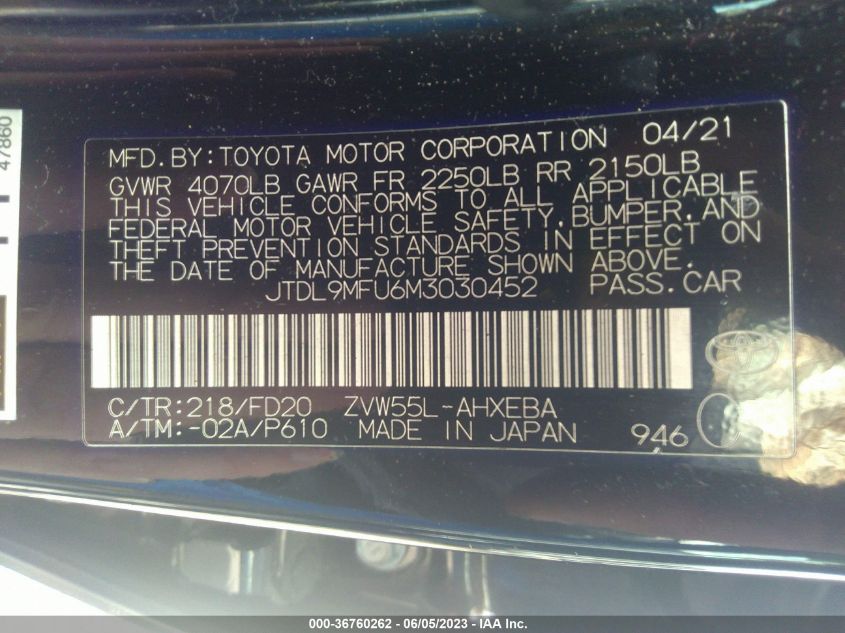 47860
MFD.BY:TOYOTA MOTOR CORPORATION 04/21
GVWR 4070LB GAWR FR 2250LB RR 2150LB
THIS VEHICLE CONFORMS TO ALL APPLICABLE
FEDERAL MOTOR VEHICLE SAFETY,BUMPER,AND
THEFT PREVENTION STANDARDS IN EFFECT ON
THE DATE OF MANUFACTURE SHOWN ABOVE.
JTDL9MFU6M3030452 PASS.CAR
C/TR:218/FD20 ZVW55L-AHXEBA
A/TM:-02A/P610 MADE IN JAPAN 946
000-36760262 - 06/05/2023 - IAA Inc.